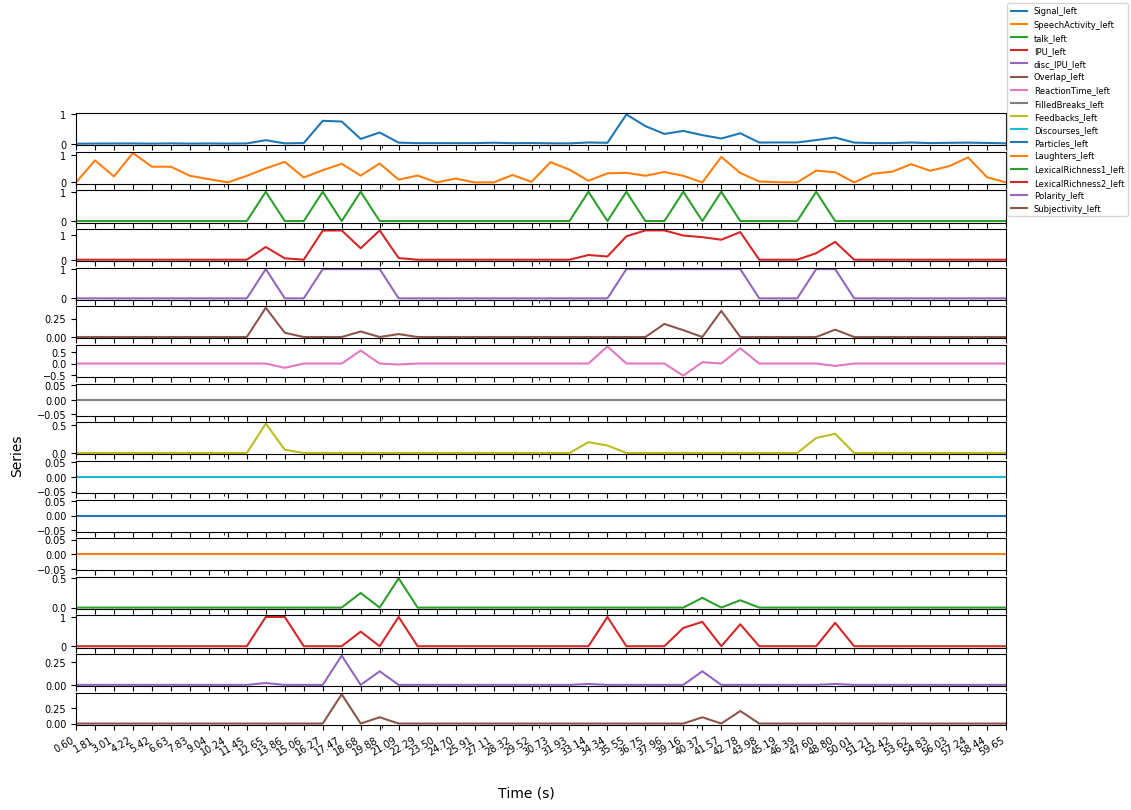 Signal_left
SpeechActivity_left
talk_left
IPU_left
disc_IPU_left
Overlap_left
ReactionTime_left
FilledBreaks_left
Feedbacks_left
Discourses_left
Particles_left
Laughters_left
LexicalRichness1_left
LexicalRichness2_left
Polarity_left
Subjectivity_left
1
0
1
0
1
0
1
0
1
0
0.25
0.00
0.5
0.0
−0.5
0.05
0.00
−0.05
0.5
0.0
0.05
0.00
−0.05
0.05
0.00
−0.05
0.05
0.00
−0.05
0.5
0.0
1
0
0.25
0.00
0.25
0.00
Series
0.60 1.81 3.01 4.22 5.42 6.63 7.83 9.04 10.24 11.45 12.65 13.86 15.06 16.27 17.47 18.68 19.88 21.09 22.29 23.50 24.70 25.91 27.11 28.32 29.52 30.73 31.93 33.14 34.34 35.55 36.75 37.96 39.16 40.37 41.57 42.78 43.98 45.19 46.39 47.60 48.80 50.01 51.21 52.42 53.62 54.83 56.03 57.24 58.44 59.65
Time (s)